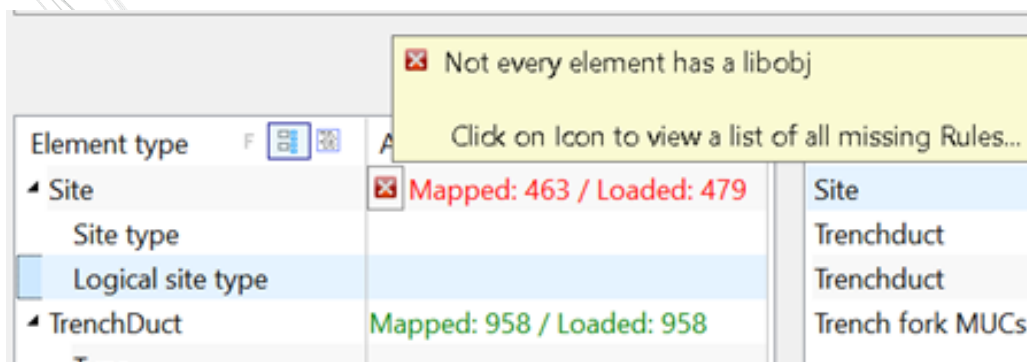 Not every element has a libobj
Click on Icon to view a list of all missing Rules...
Element type F A
Site Mapped: 463 / Loaded: 479 Site
Site type Trenchduct
Logical site type Trenchduct
TrenchDuct Mapped: 958 / Loaded: 958 Trench fork MUCs